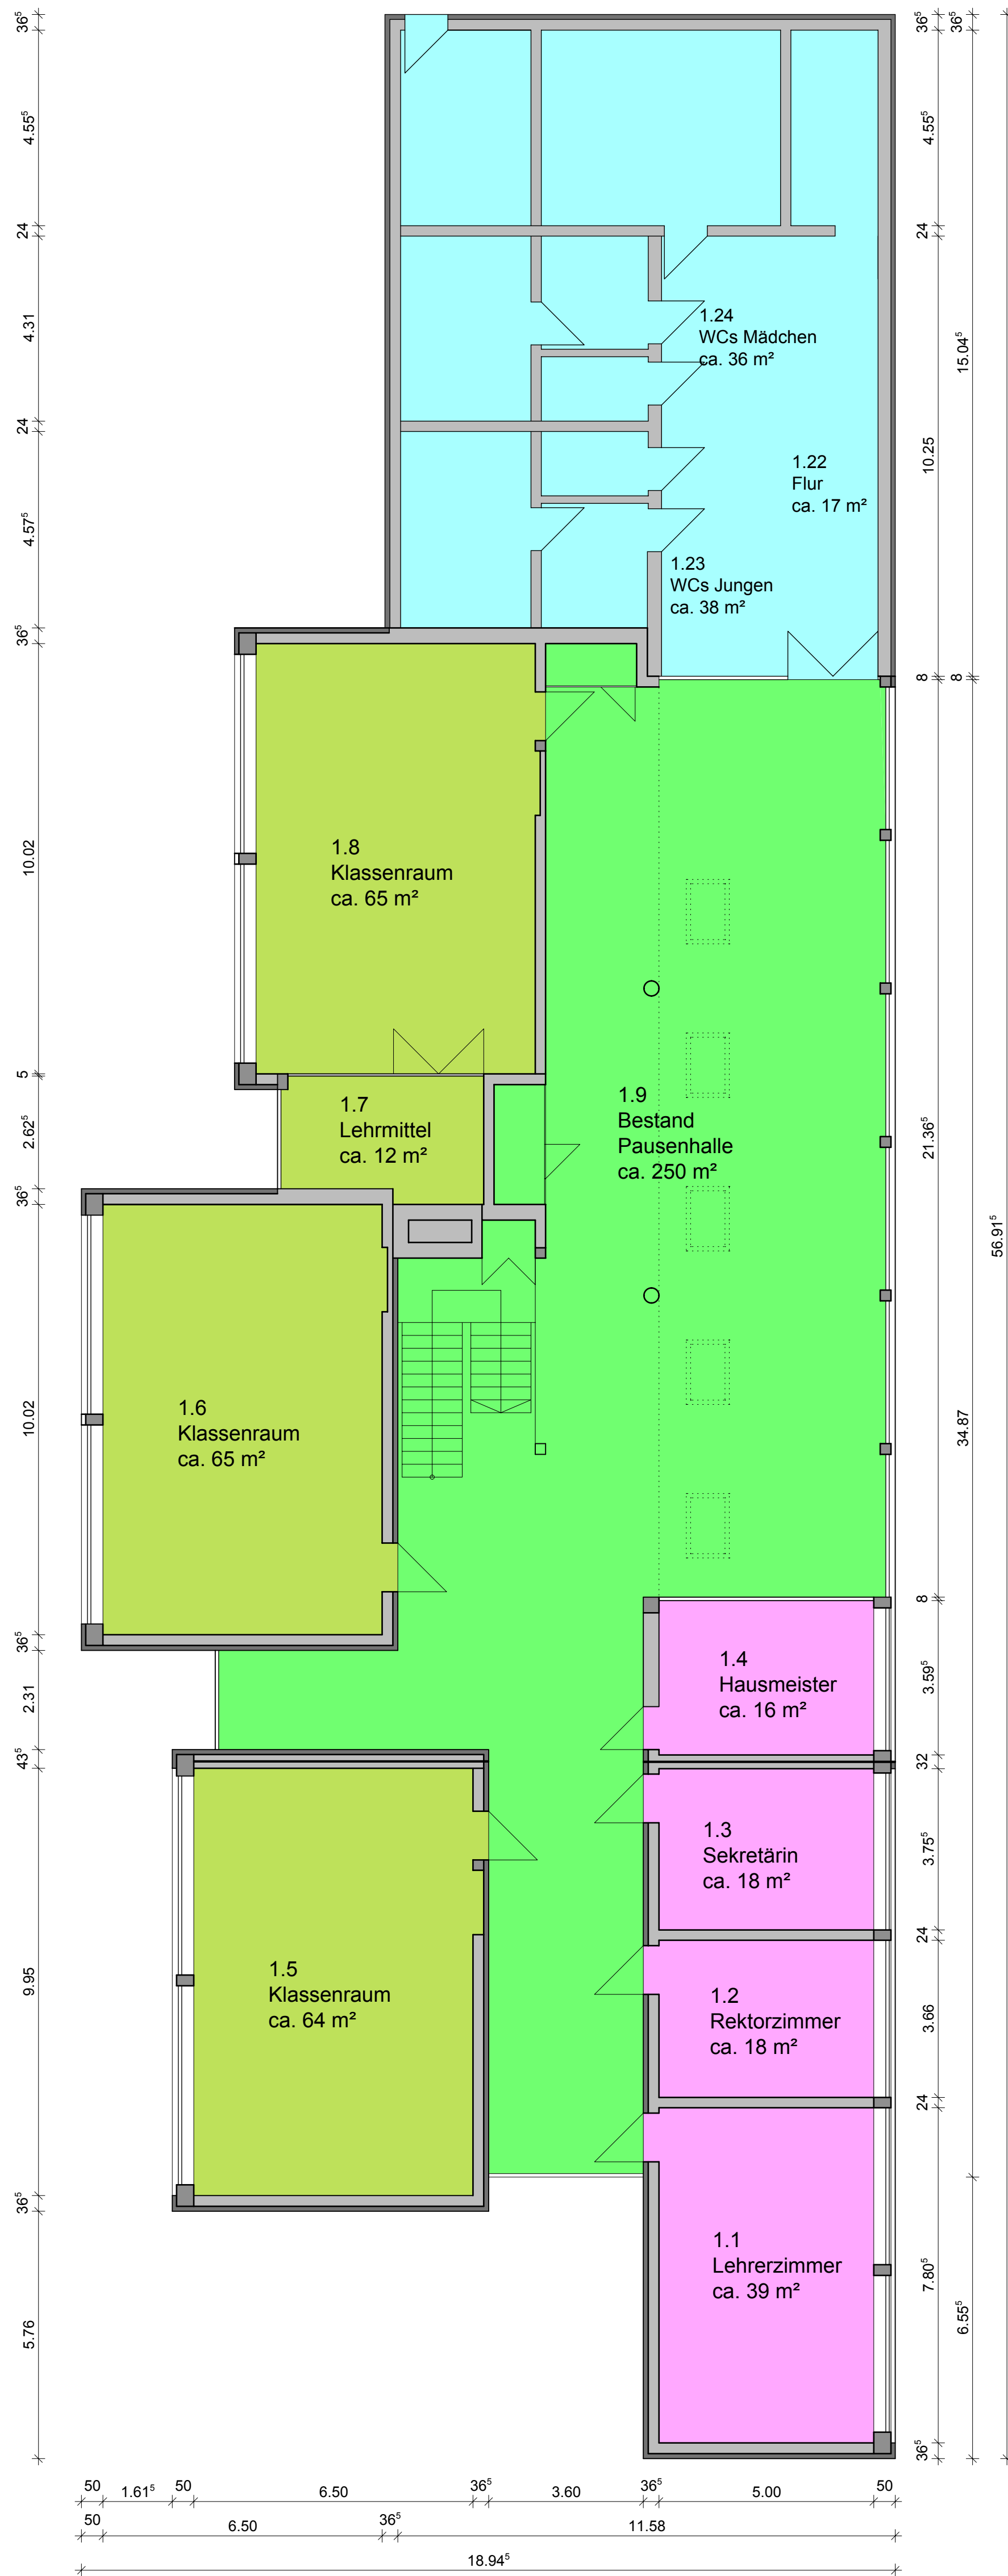 36⁵
4.55⁵
24
4.31
24
4.57⁵
36⁵
10.02
5
2.62⁵
36⁵
10.02
36⁵
2.31
43⁵
9.95
36⁵
5.76
1.24
WCs Mädchen
ca. 36 m²
1.22
Flur
ca. 17 m²
1.23
WCs Jungen
ca. 38 m²
1.8
Klassenraum
ca. 65 m²
1.7
Lehrmittel
ca. 12 m²
1.9
Bestand
Pausenhalle
ca. 250 m²
1.6
Klassenraum
ca. 65 m²
1.4
Hausmeister
ca. 16 m²
1.3
Sekretärin
ca. 18 m²
1.5
Klassenraum
ca. 64 m²
1.2
Rektorzimmer
ca. 18 m²
1.1
Lehrerzimmer
ca. 39 m²
36⁵
4.55⁵
24
10.25
8
21.36⁵
8
3.59⁵
32
3.75⁵
24
3.66
24
7.80⁵
36⁵
36⁵
15.04⁵
8
34.87
6.55⁵
56.91⁵
50 1.61⁵ 50 6.50 36⁵ 3.60 36⁵ 5.00 50
50 6.50 36⁵ 11.58
18.94⁵